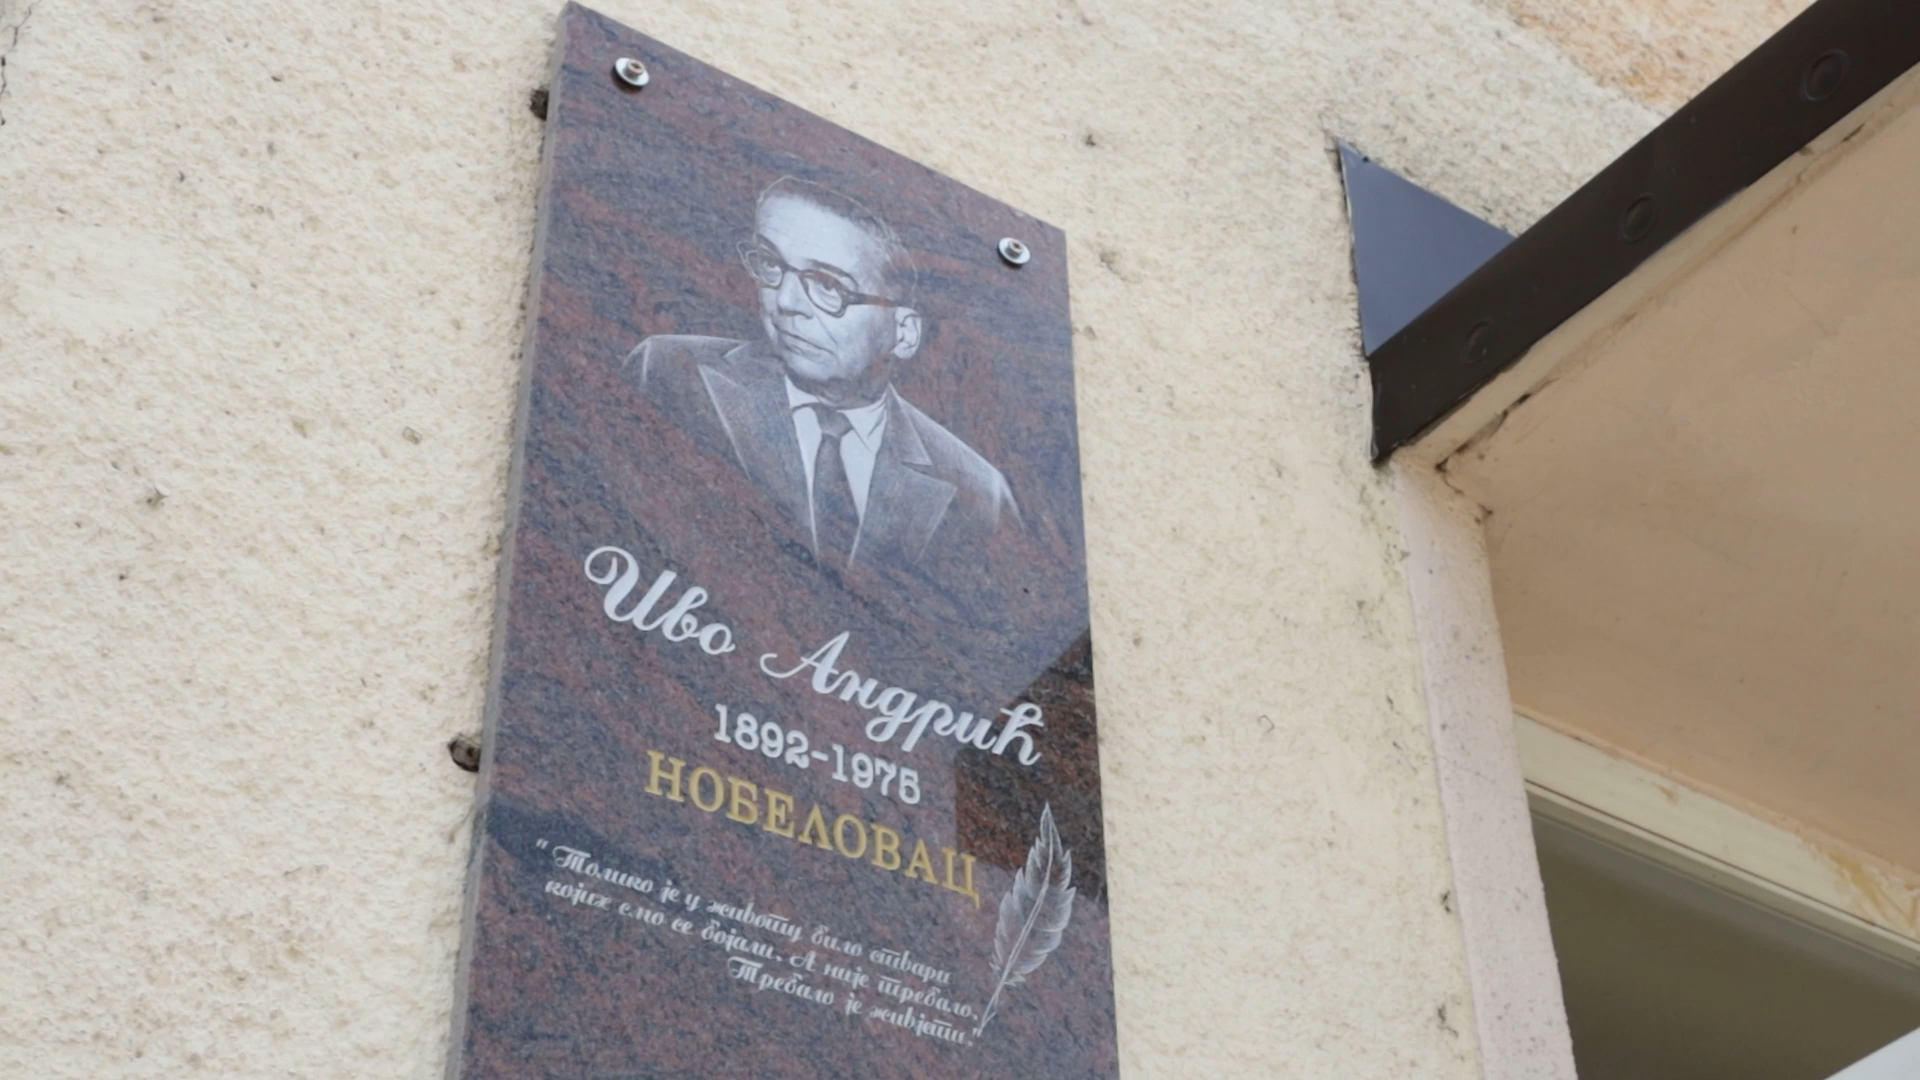 Иво Андрић
1892-1975
НОБЕЛОВАЦ
"Толико је у животу било ствари
којих смо се бојали. А није требало.
Требало је живјети."